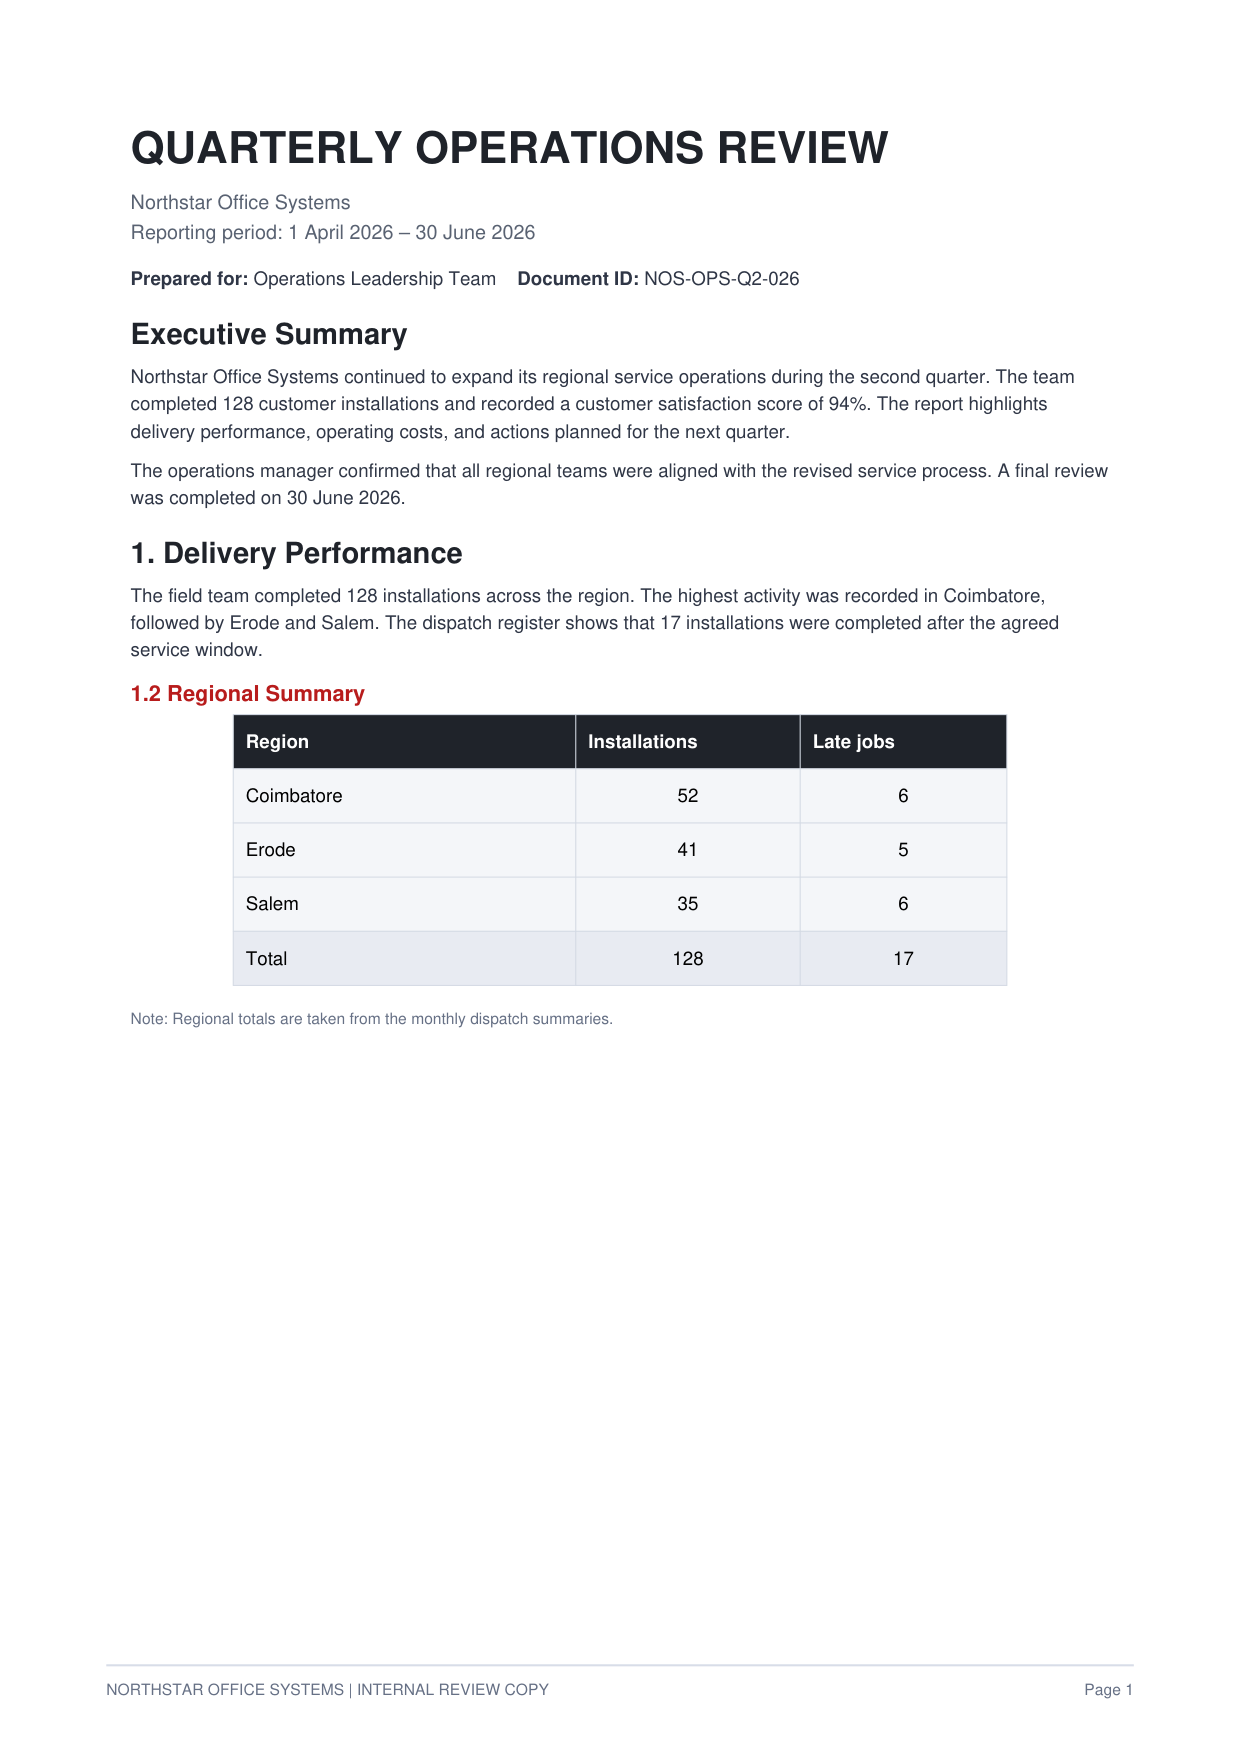 QUARTERLY OPERATIONS REVIEW
Northstar Office Systems
Reporting period: 1 April 2026 – 30 June 2026
Prepared for: Operations Leadership Team Document ID: NOS-OPS-Q2-026
Executive Summary
Northstar Office Systems continued to expand its regional service operations during the second quarter. The team
completed 128 customer installations and recorded a customer satisfaction score of 94%. The report highlights
delivery performance, operating costs, and actions planned for the next quarter.
The operations manager confirmed that all regional teams were aligned with the revised service process. A final review
was completed on 30 June 2026.
1. Delivery Performance
The field team completed 128 installations across the region. The highest activity was recorded in Coimbatore,
followed by Erode and Salem. The dispatch register shows that 17 installations were completed after the agreed
service window.
1.2 Regional Summary
Region Installations Late jobs
Coimbatore 52 6
Erode 41 5
Salem 35 6
Total 128 17
Note: Regional totals are taken from the monthly dispatch summaries.
NORTHSTAR OFFICE SYSTEMS | INTERNAL REVIEW COPY Page 1